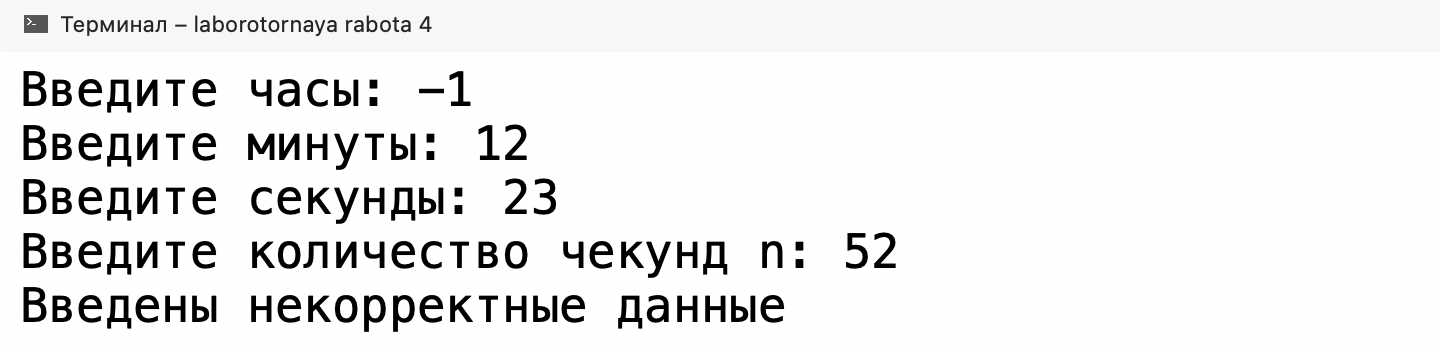 Терминал – laborotornaya rabota 4
Введите часы: -1
Введите минуты: 12
Введите секунды: 23
Введите количество чекунд n: 52
Введены некорректные данные